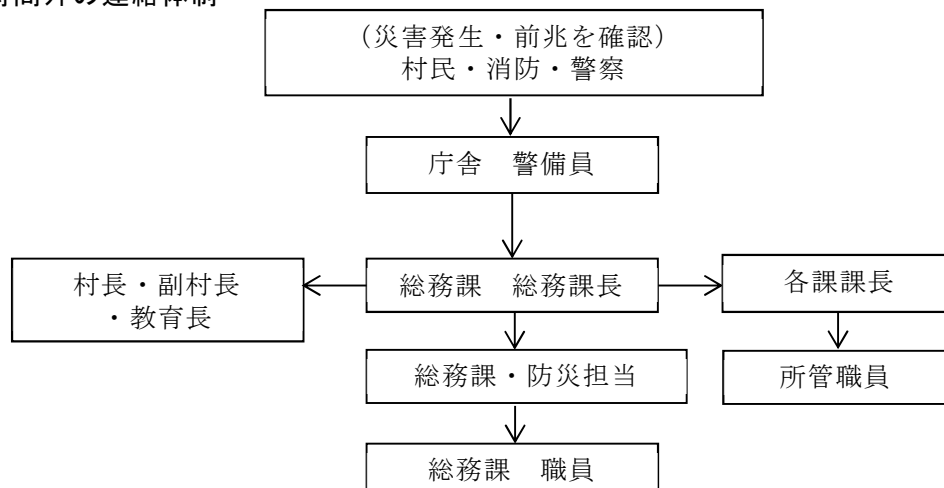 時間外の連絡体制
（災害発生・前兆を確認）
村民・消防・警察
庁舎　警備員
村長・副村長
・教育長
総務課　総務課長
各課課長
総務課・防災担当
所管職員
総務課　職員